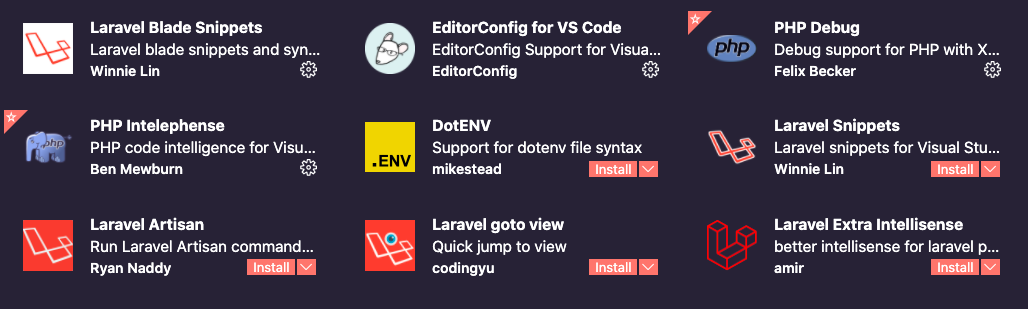 Laravel Blade Snippets
Laravel blade snippets and syn...
Winnie Lin
EditorConfig for VS Code
EditorConfig Support for Visua...
EditorConfig
php
PHP Debug
Debug support for PHP with X...
Felix Becker
php
PHP Intelephense
PHP code intelligence for Visu...
Ben Mewburn
.ENV
DotENV
Support for dotenv file syntax
mikestead
Install
Laravel Snippets
Laravel snippets for Visual Stu...
Winnie Lin
Install
Laravel Artisan
Run Laravel Artisan command...
Ryan Naddy
Install
Laravel goto view
Quick jump to view
codingyu
Install
Laravel Extra Intellisense
better intellisense for laravel p...
amir
Install